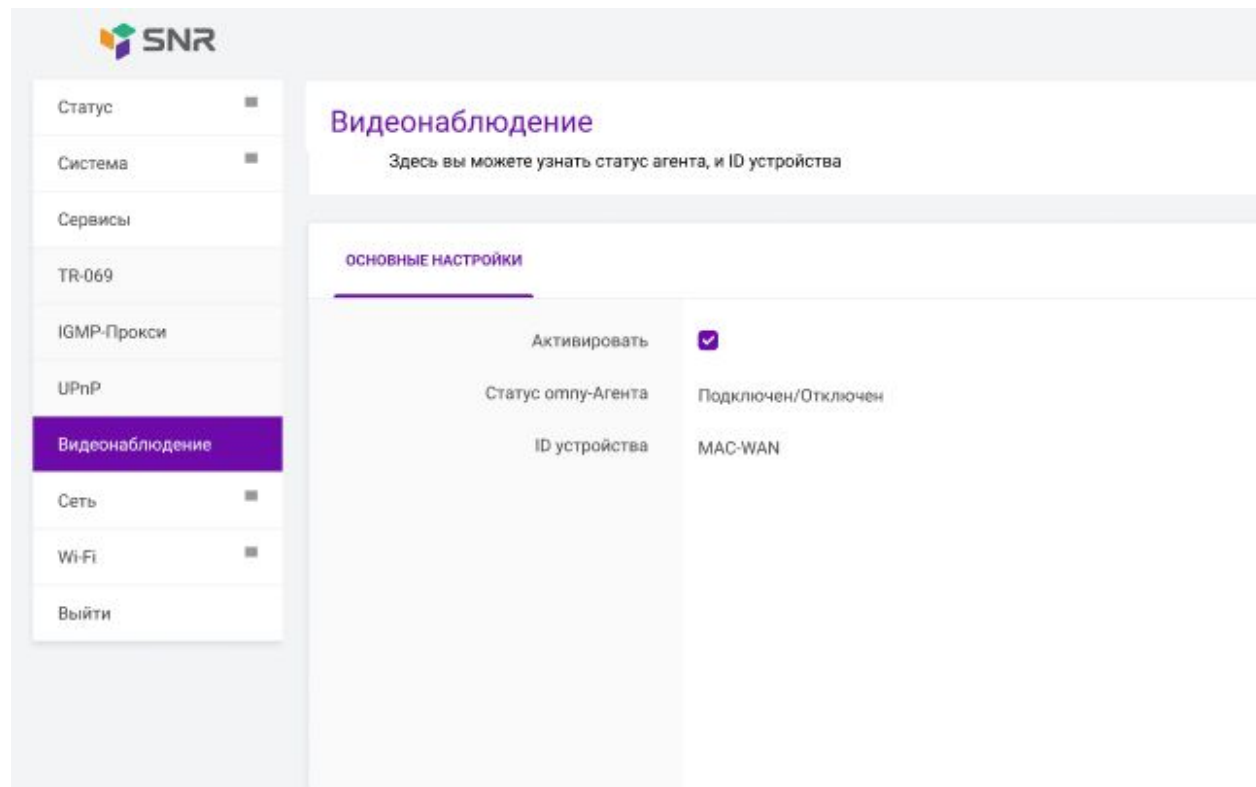 SNR
Статус
Система
Сервисы
TR-069
IGMP-Прокси
UPnP
Видеонаблюдение
Сеть
Wi-Fi
Выйти
Видеонаблюдение
Здесь вы можете узнать статус агента, и ID устройства
ОСНОВНЫЕ НАСТРОЙКИ
Активировать
Статус omny-Агента Подключен/Отключен
ID устройства MAC-WAN